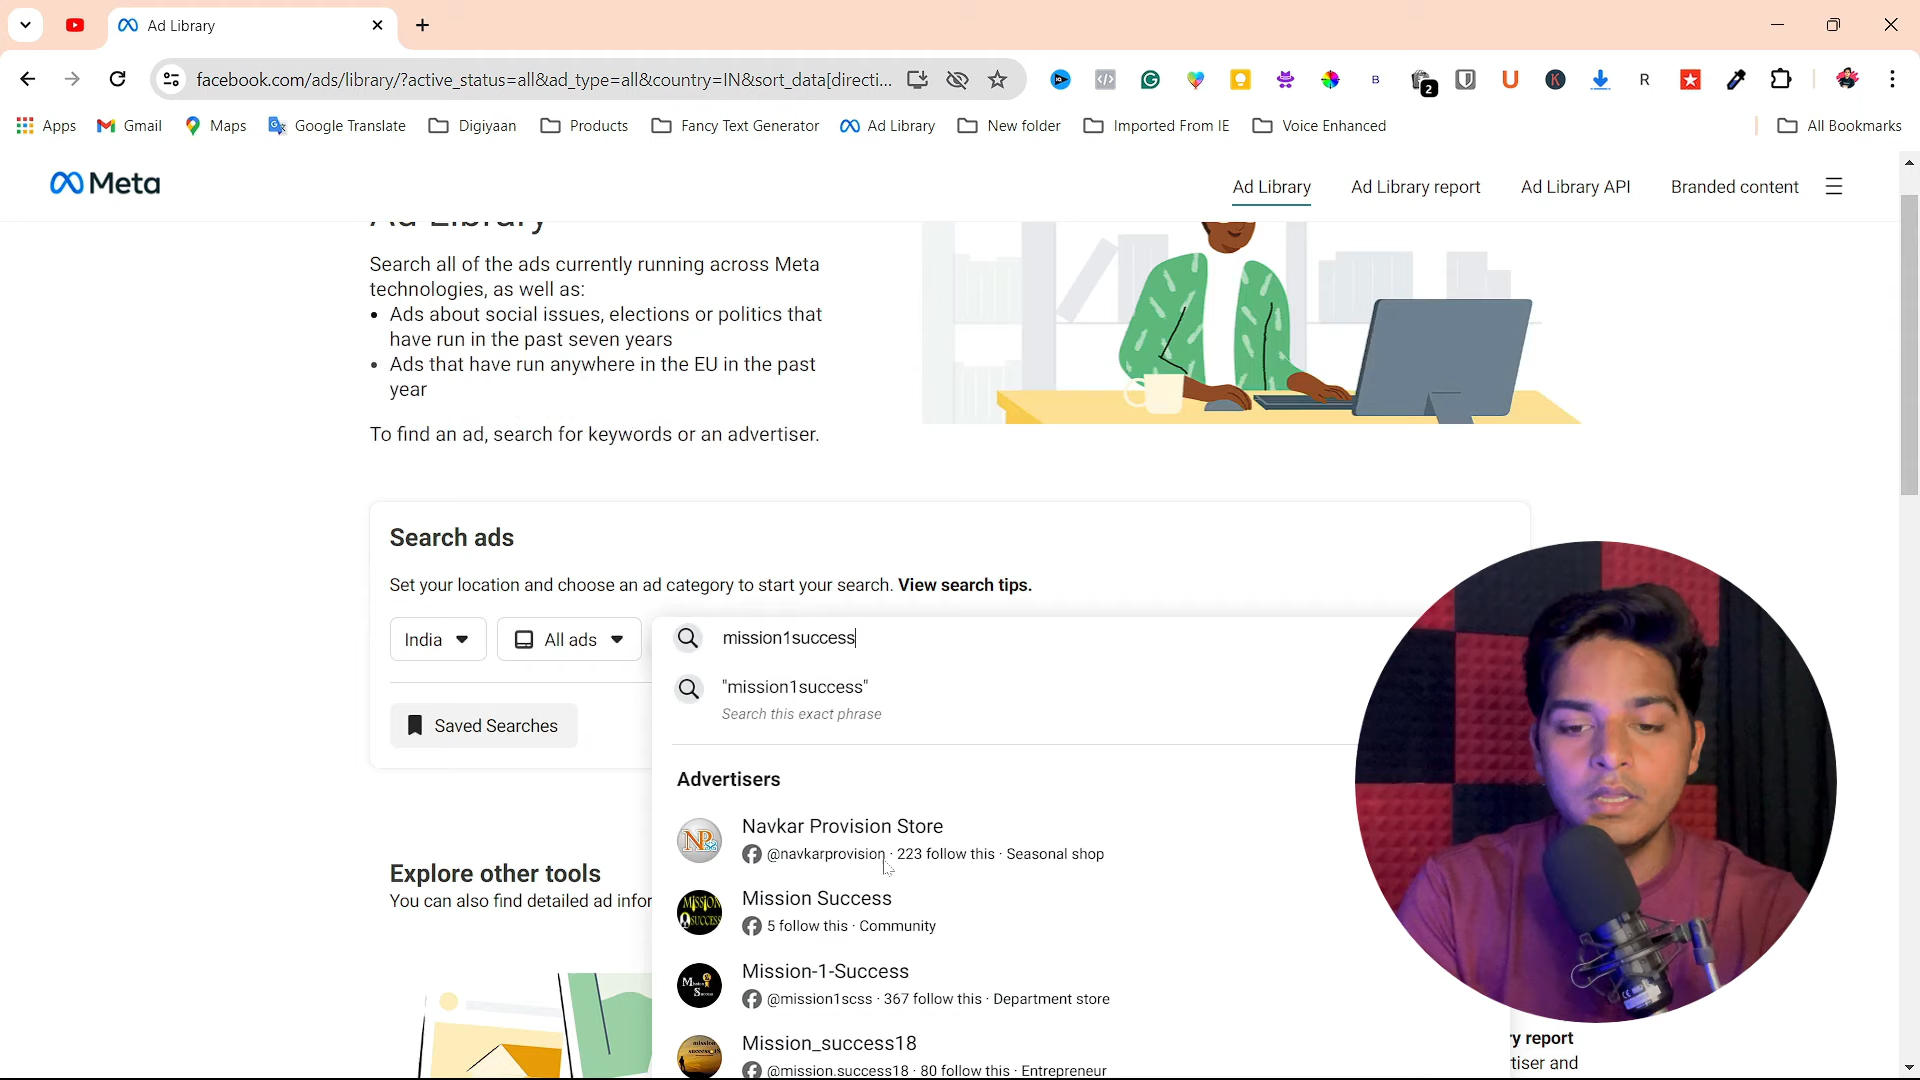 Ad Library
facebook.com/ads/library/?active_status=all&ad_type=all&country=IN&sort_data[directi...
B
2
U
K
R
Apps
Gmail
Maps
Google Translate
Digiyaan
Products
Fancy Text Generator
Ad Library
New folder
Imported From IE
Voice Enhanced
All Bookmarks
Meta
Ad Library
Ad Library report
Ad Library API
Branded content
Ad Library
Search all of the ads currently running across Meta
technologies, as well as:
• Ads about social issues, elections or politics that
have run in the past seven years
• Ads that have run anywhere in the EU in the past
year
To find an ad, search for keywords or an advertiser.
Search ads
Set your location and choose an ad category to start your search. View search tips.
India
All ads
mission1success
"mission1success"
Search this exact phrase
Saved Searches
Advertisers
Navkar Provision Store
@navkarprovision · 223 follow this · Seasonal shop
Mission Success
5 follow this · Community
Mission-1-Success
@mission1scss · 367 follow this · Department store
Mission_success18
@mission.success18 · 80 follow this · Entrepreneur
Explore other tools
You can also find detailed ad infor
ry report
tiser and